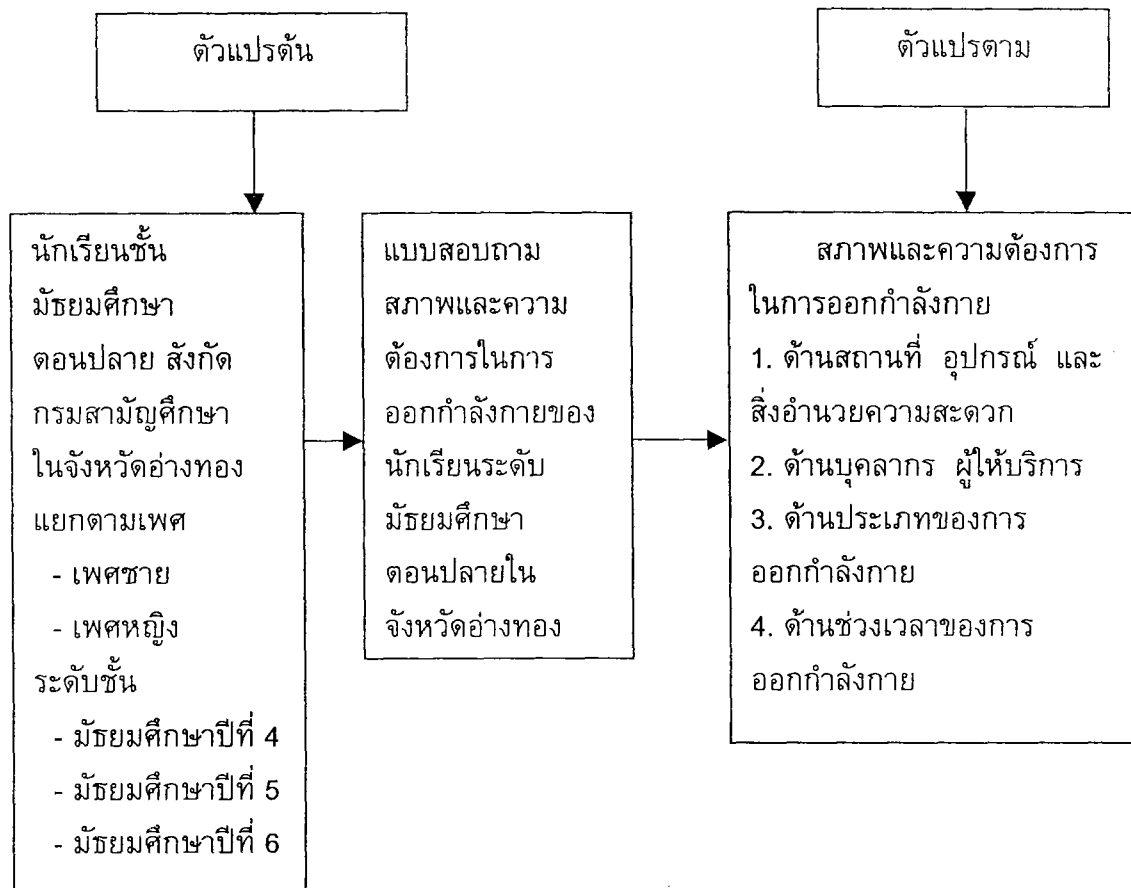 ตัวแปรต้น
ตัวแปรตาม
นักเรียนชั้น
มัธยมศึกษา
ตอนปลาย สังกัด
กรมสามัญศึกษา
ในจังหวัดอ่างทอง
แยกตามเพศ
- เพศชาย
- เพศหญิง
ระดับชั้น
- มัธยมศึกษาปีที่ 4
- มัธยมศึกษาปีที่ 5
- มัธยมศึกษาปีที่ 6
แบบสอบถาม
สภาพและความ
ต้องการในการ
ออกกำลังกายของ
นักเรียนระดับ
มัธยมศึกษา
ตอนปลายใน
จังหวัดอ่างทอง
สภาพและความต้องการ
ในการออกกำลังกาย
1. ด้านสถานที่ อุปกรณ์ และ
สิ่งอำนวยความสะดวก
2. ด้านบุคลากร ผู้ให้บริการ
3. ด้านประเภทของการ
ออกกำลังกาย
4. ด้านช่วงเวลาของการ
ออกกำลังกาย